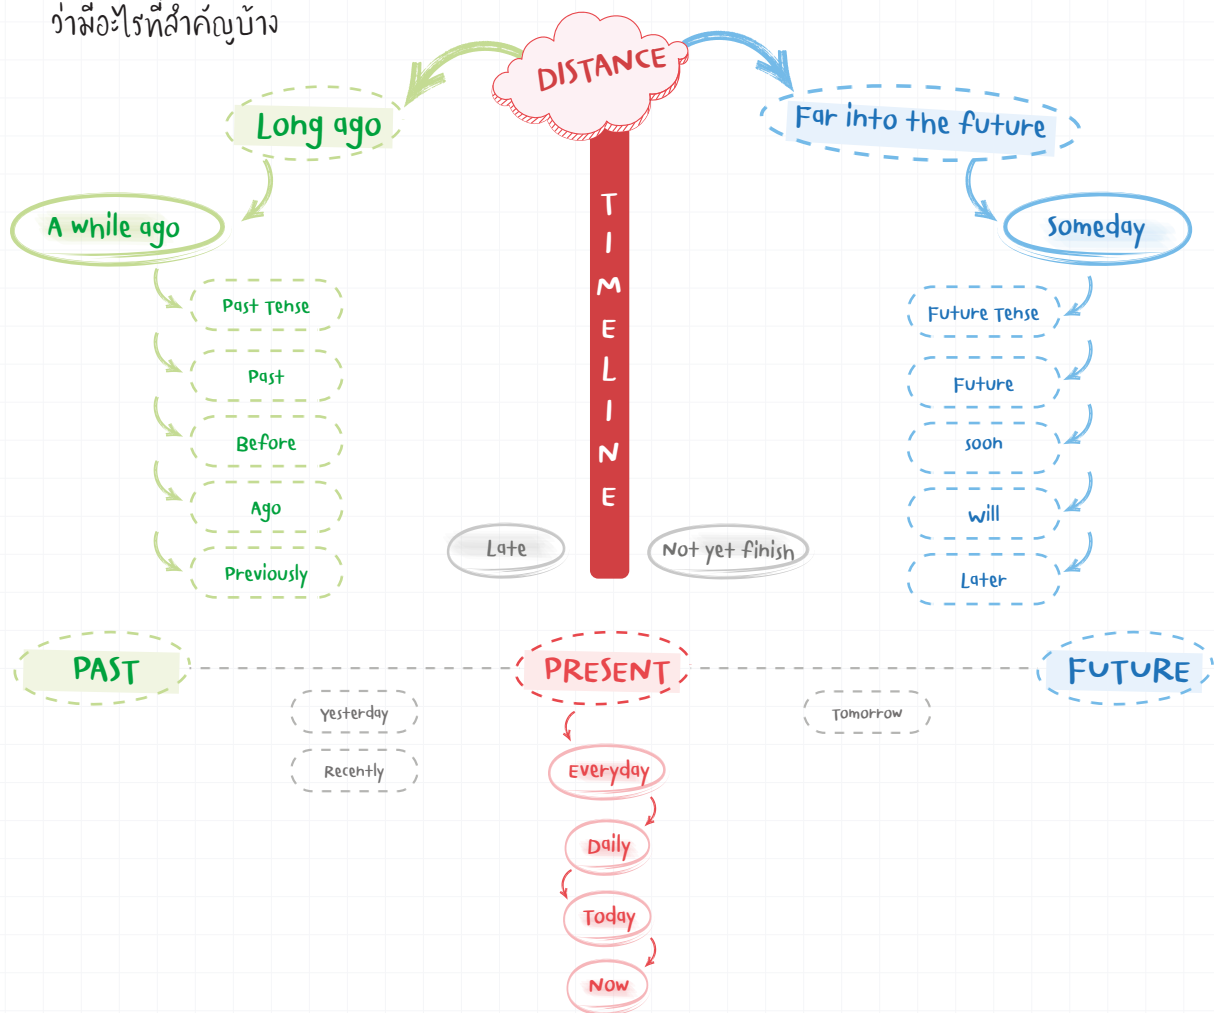 ว่ามีอะไรที่สำคัญบ้าง
DISTANCE
Long ago
Far into the future
A while ago
Someday
TIMELINE
Past Tense
Past
Before
Ago
Previously
Future Tense
Future
soon
will
Later
Late
Not yet finish
PAST
PRESENT
FUTURE
Yesterday
Tomorrow
Recently
Everyday
Daily
Today
Now